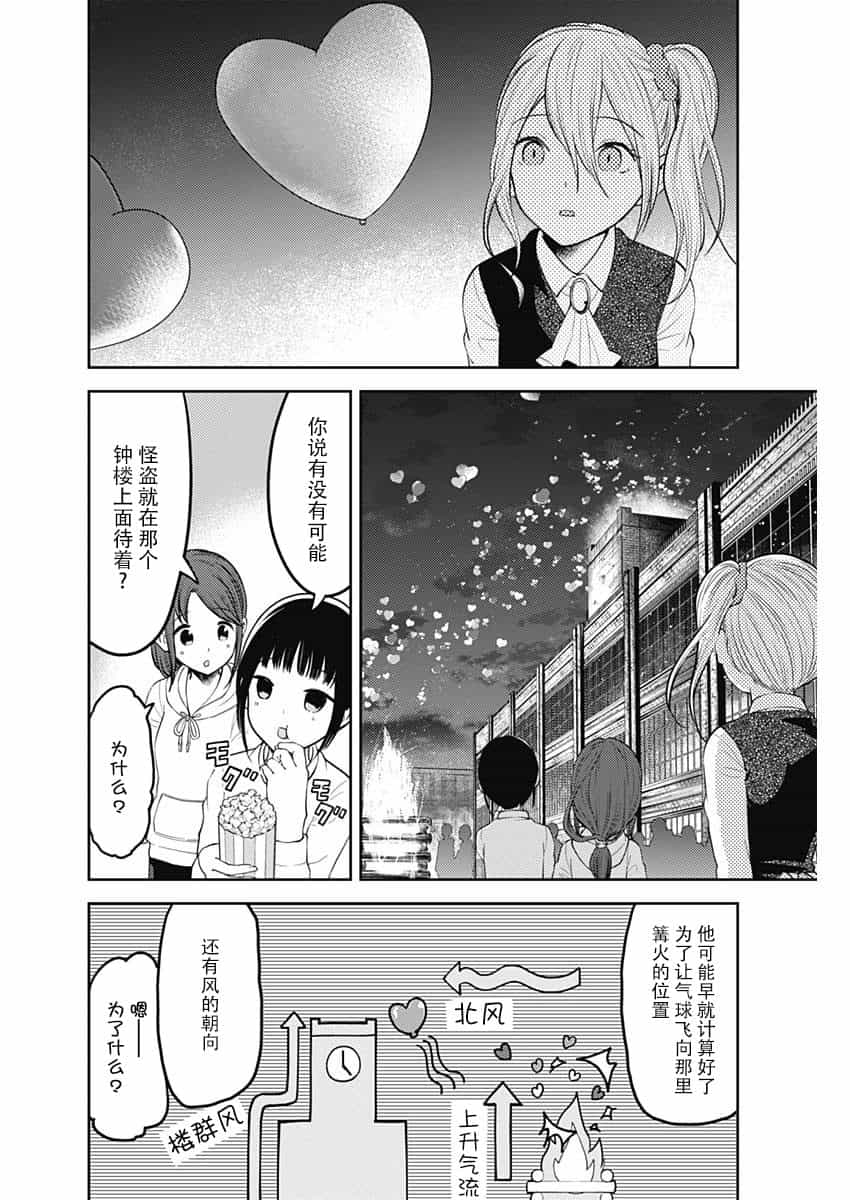 你说有没有可能
怪盗就在那个
钟楼上面待着？
为什么？
モグ
モグ
他可能早就计算好了
为了让气球飞向那里
篝火的位置
还有风的朝向
嗯——
为了什么？
北风
上升气流
楼群风